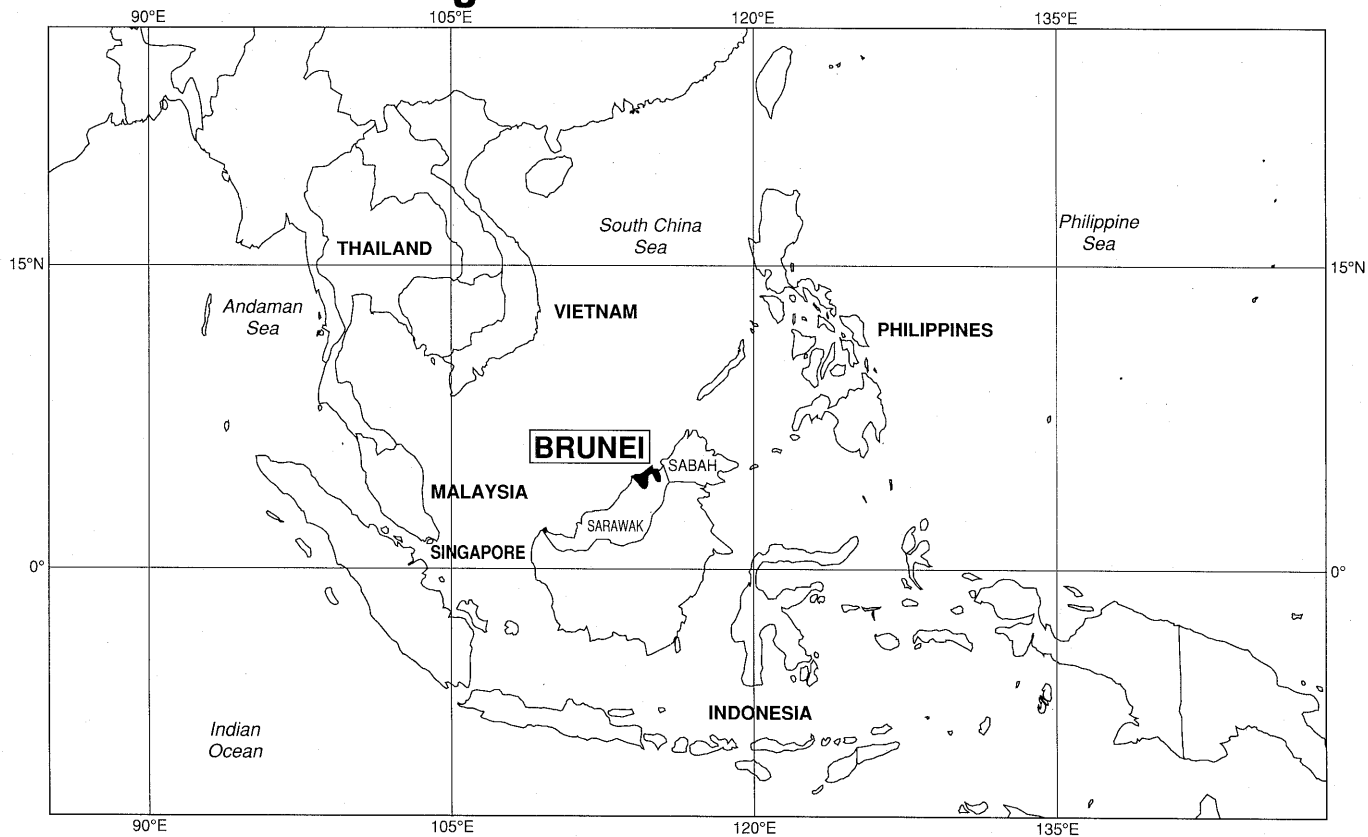 90°E 105°E 120°E 135°E
South China
Sea
Philippine
Sea
THAILAND
15°N 15°N
Andaman
Sea
VIETNAM
PHILIPPINES
BRUNEI
SABAH
MALAYSIA
SARAWAK
SINGAPORE
0° 0°
INDONESIA
Indian
Ocean
90°E 105°E 120°E 135°E